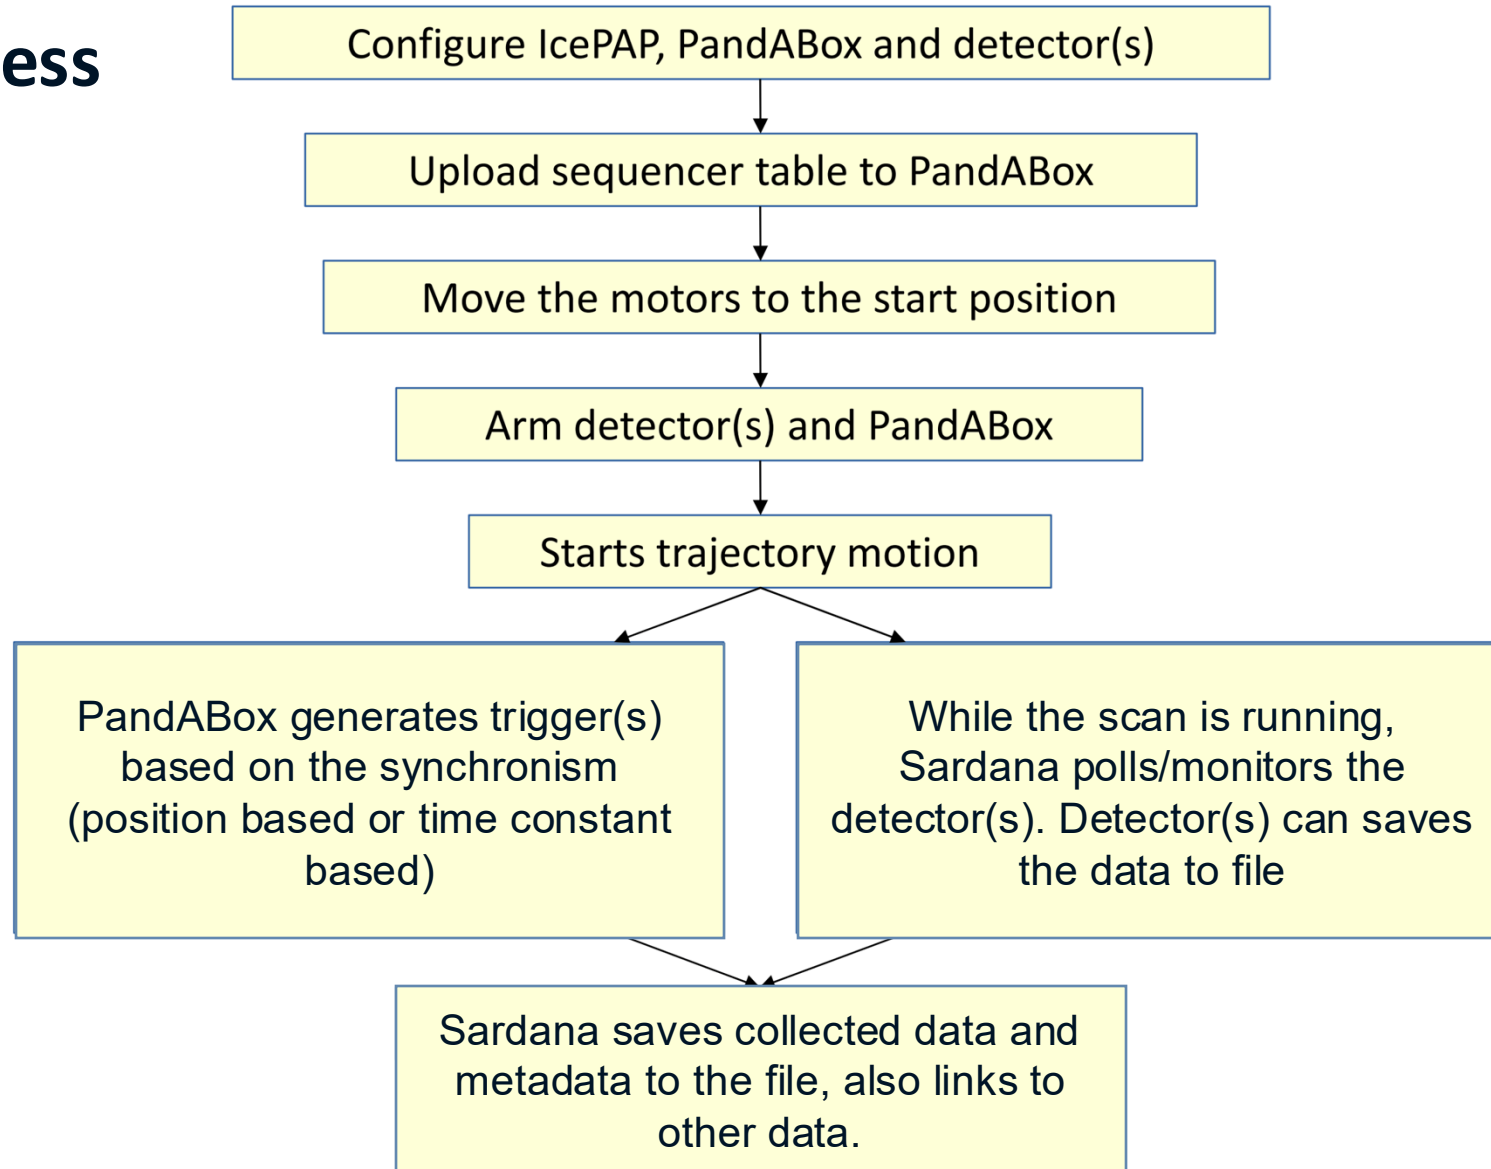 ess
Configure IcePAP, PandABox and detector(s)
Upload sequencer table to PandABox
Move the motors to the start position
Arm detector(s) and PandABox
Starts trajectory motion
PandABox generates trigger(s)
based on the synchronism
(position based or time constant
based)
While the scan is running,
Sardana polls/monitors the
detector(s). Detector(s) can saves
the data to file
Sardana saves collected data and
metadata to the file, also links to
other data.